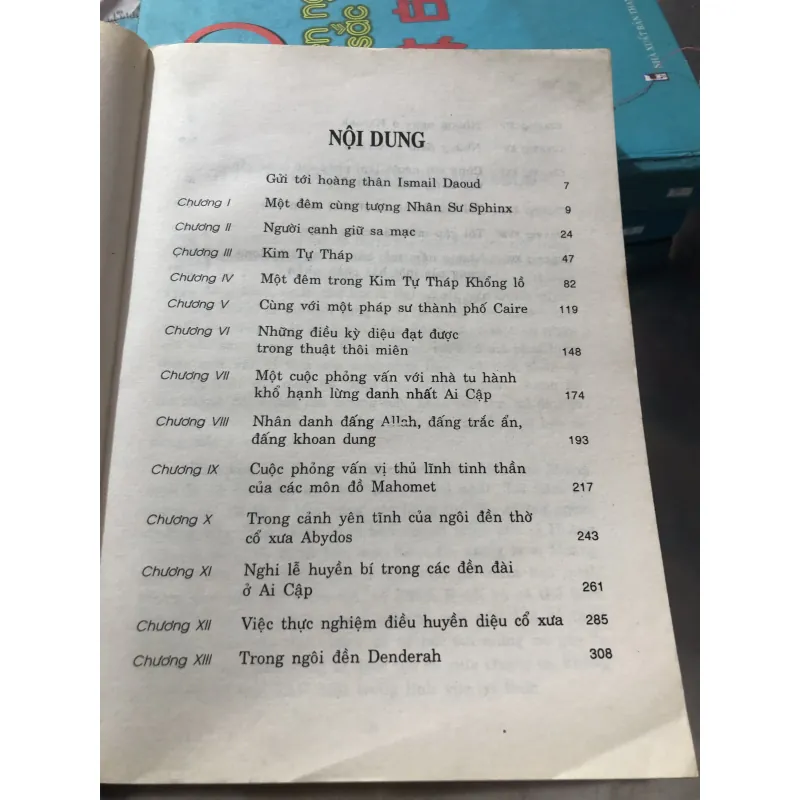 NHÀ XUẤT BẢN
NỘI DUNG
Gửi tới hoàng thân Ismail Daoud 7
Chương I Một đêm cùng tượng Nhân Sư Sphinx 9
Chương II Người canh giữ sa mạc 24
Chương III Kim Tự Tháp 47
Chương IV Một đêm trong Kim Tự Tháp Khổng lồ 82
Chương V Cùng với một pháp sư thành phố Caire 119
Chương VI Những điều kỳ diệu đạt được
trong thuật thôi miên 148
Chương VII Một cuộc phỏng vấn với nhà tu hành
khổ hạnh lừng danh nhất Ai Cập 174
Chương VIII Nhân danh đấng Allah, đấng trắc ẩn,
đấng khoan dung 193
Chương IX Cuộc phỏng vấn vị thủ lĩnh tinh thần
của các môn đồ Mahomet 217
Chương X Trong cảnh yên tĩnh của ngôi đền thờ
cổ xưa Abydos 243
Chương XI Nghi lễ huyền bí trong các đền đài
ở Ai Cập 261
Chương XII Việc thực nghiệm điều huyền diệu cổ xưa 285
Chương XIII Trong ngôi đền Denderah 308